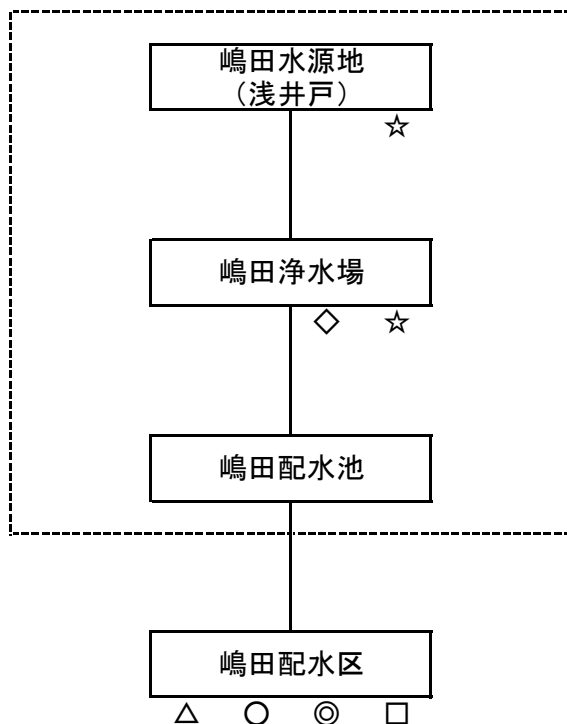 嶋田水源地
（浅井戸）
☆
嶋田浄水場
◇ ☆
嶋田配水池
嶋田配水区
△ ○ ◎ □